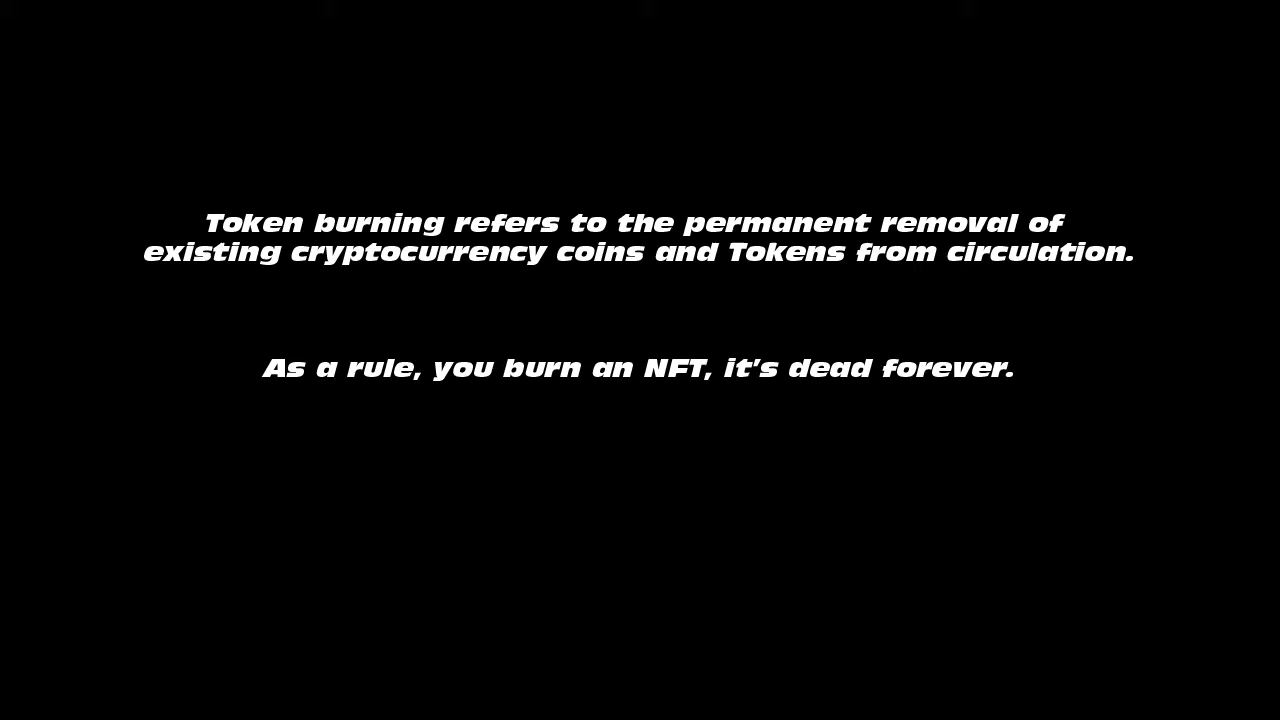 Token burning refers to the permanent removal of
existing cryptocurrency coins and Tokens from circulation.
As a rule, you burn an NFT, it's dead forever.